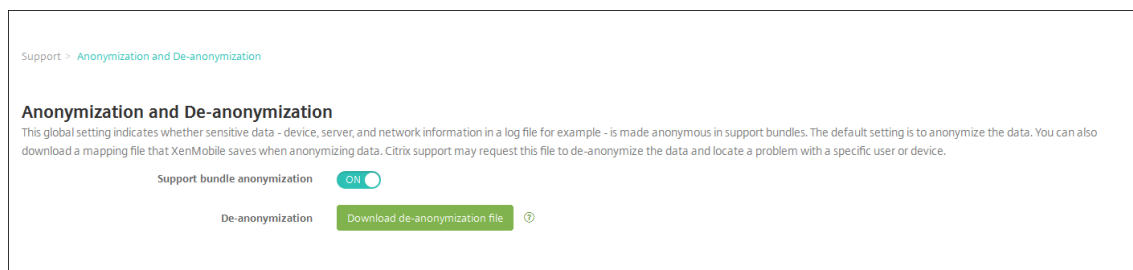 Support > Anonymization and De-anonymization
Anonymization and De-anonymization
This global setting indicates whether sensitive data - device, server, and network information in a log file for example - is made anonymous in support bundles. The default setting is to anonymize the data. You can also
download a mapping file that XenMobile saves when anonymizing data. Citrix support may request this file to de-anonymize the data and locate a problem with a specific user or device.
Support bundle anonymization ON
De-anonymization Download de-anonymization file ?